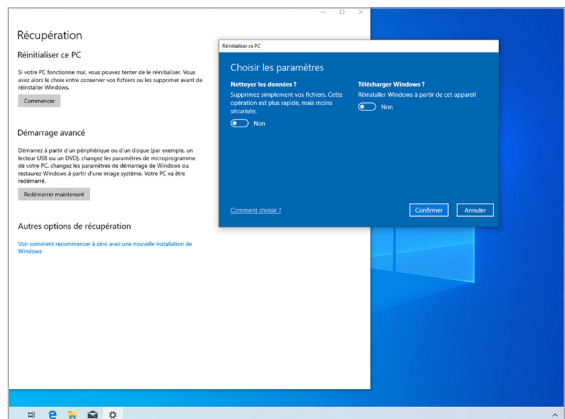 Récupération
Réinitialiser ce PC
Si votre PC fonctionne mal, vous pouvez tenter de le réinitialiser. Vous
avez alors le choix entre conserver vos fichiers ou les supprimer avant de
réinstaller Windows.
Commencer
Démarrage avancé
Démarrez à partir d'un périphérique ou d'un disque (par exemple, un
lecteur USB ou un DVD), changez les paramètres de microprogramme
de votre PC, changez les paramètres de démarrage de Windows ou
restaurez Windows à partir d'une image système. Votre PC va être
redémarré.
Redémarrer maintenant
Autres options de récupération
Voir comment recommencer à zéro avec une nouvelle installation de
Windows
Réinitialiser ce PC
Choisir les paramètres
Nettoyer les données ?
Supprimez simplement vos fichiers. Cette
opération est plus rapide, mais moins
sécurisée.
Non
Télécharger Windows ?
Réinstaller Windows à partir de cet appareil
Non
Comment choisir ?
Confirmer
Annuler